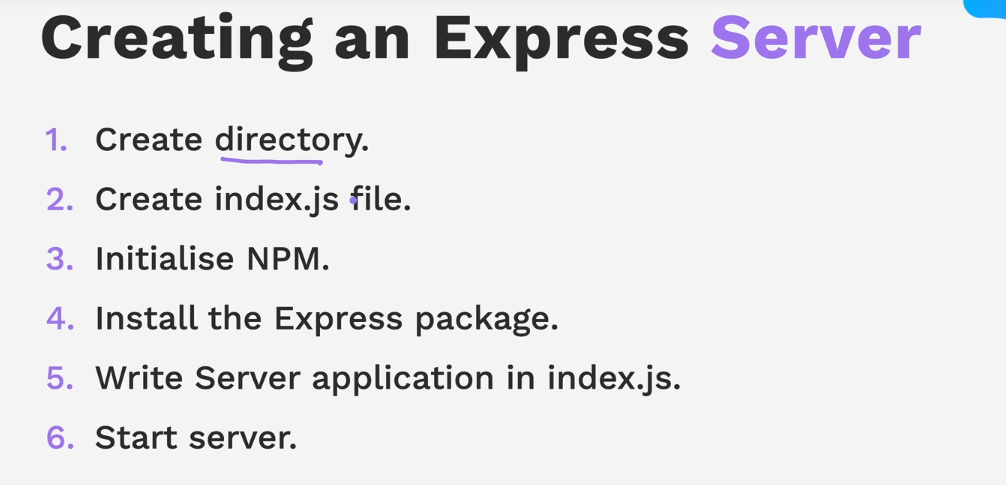 Creating an Express Server
1. Create directory.
2. Create index.js file.
3. Initialise NPM.
4. Install the Express package.
5. Write Server application in index.js.
6. Start server.